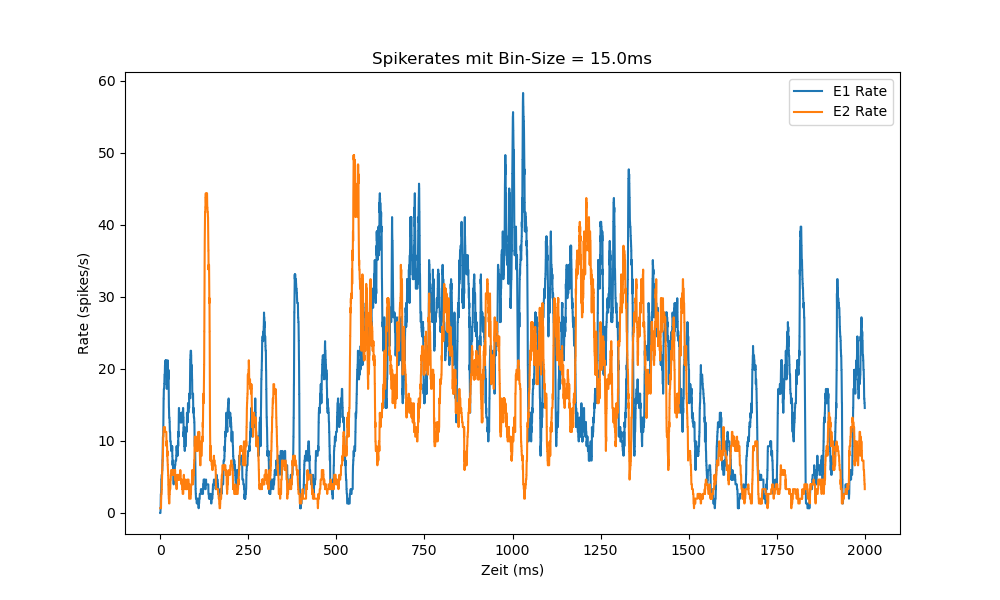 Spikerates mit Bin-Size = 15.0ms
E1 Rate
E2 Rate
60
50
40
30
20
10
0
Rate (spikes/s)
0 250 500 750 1000 1250 1500 1750 2000
Zeit (ms)